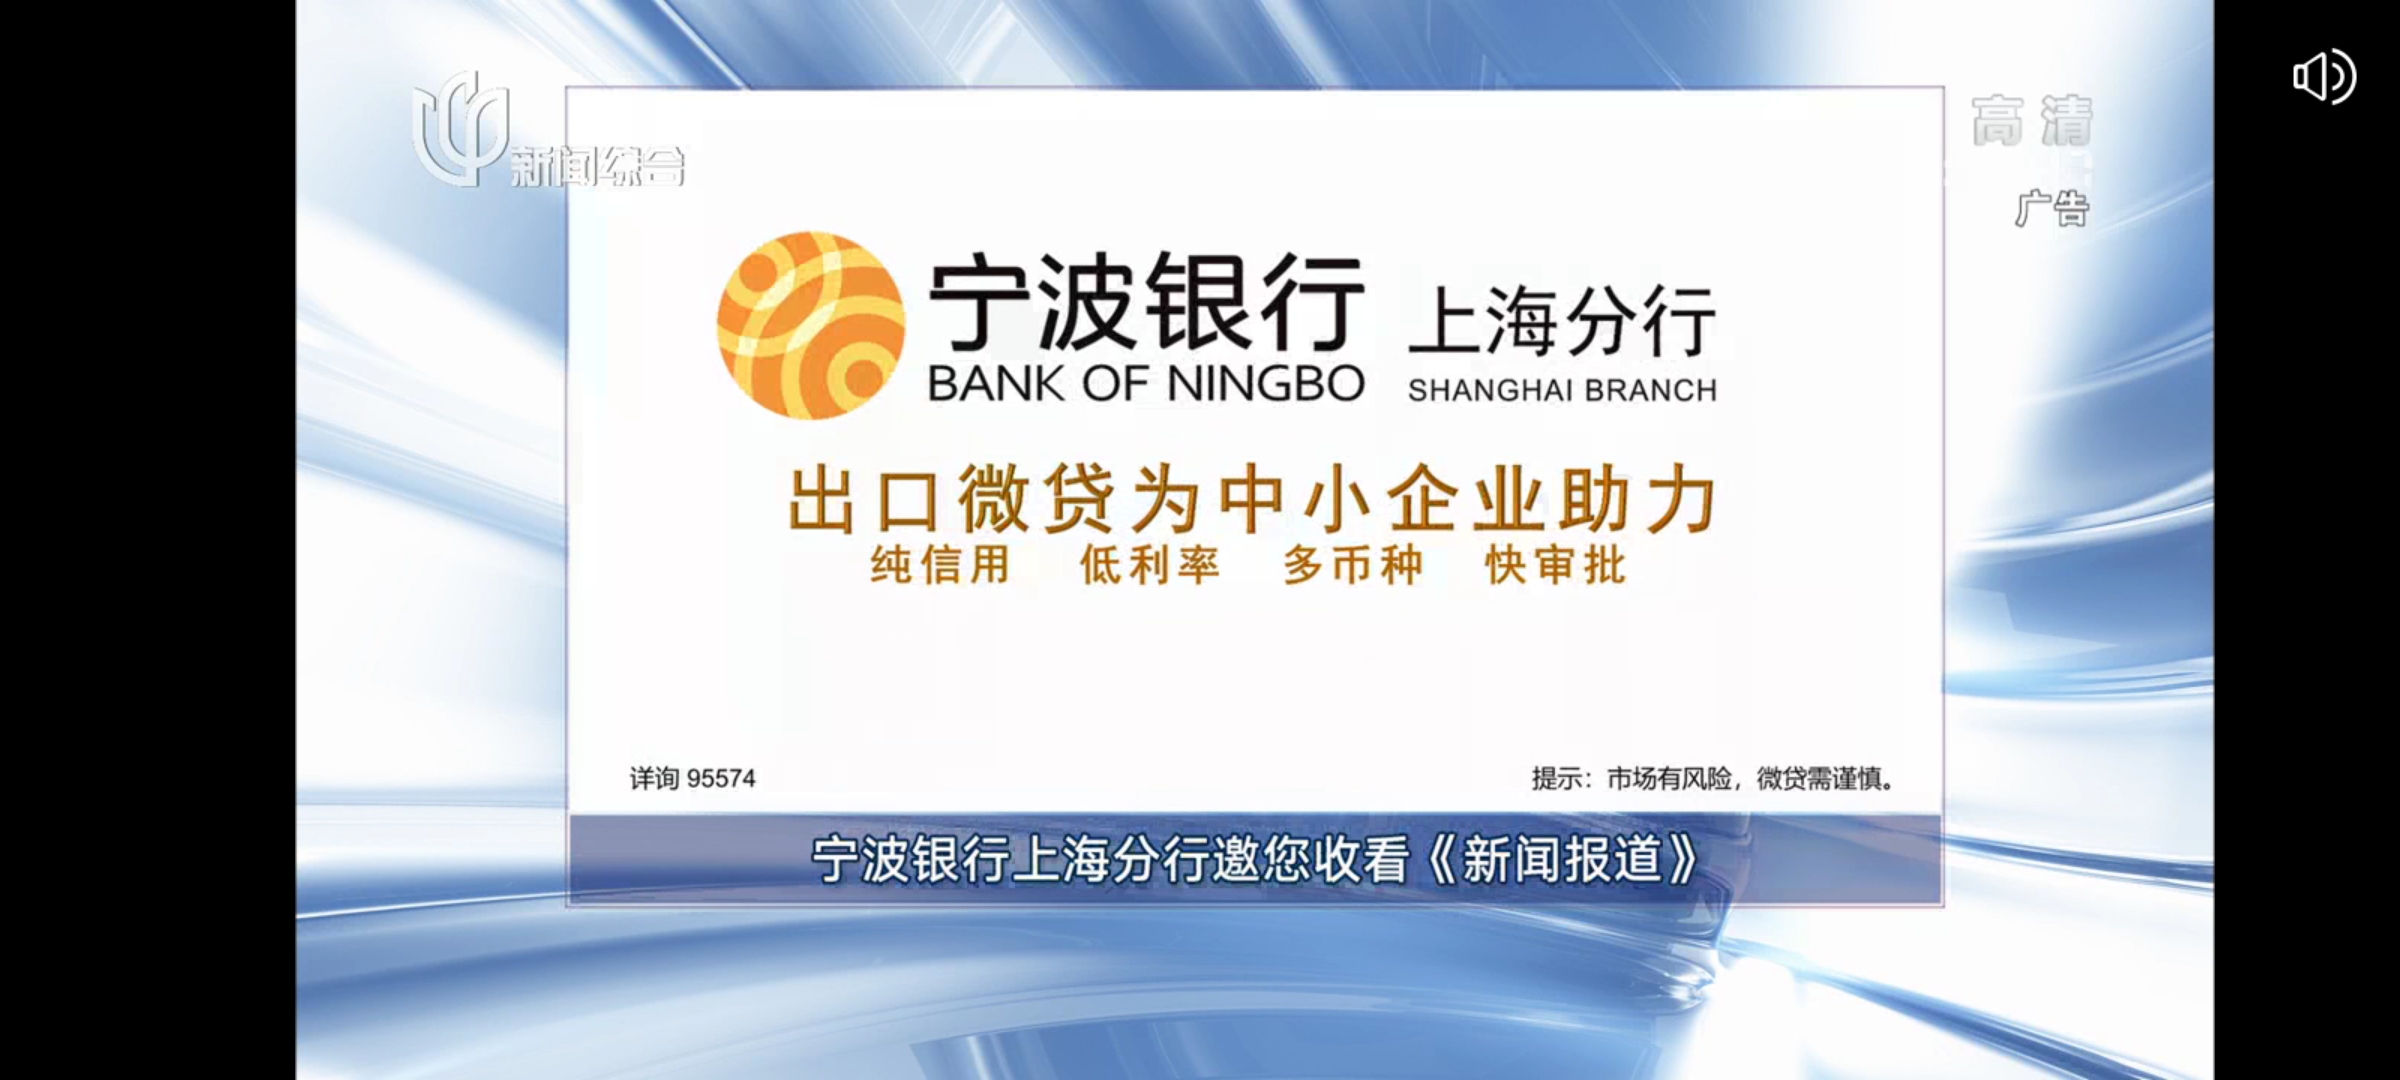 新闻综合
高清
广告
宁波银行 上海分行
BANK OF NINGBO SHANGHAI BRANCH
出口微贷为中小企业助力
纯信用 低利率 多币种 快审批
详询 95574
提示：市场有风险，微贷需谨慎。
宁波银行上海分行邀您收看《新闻报道》